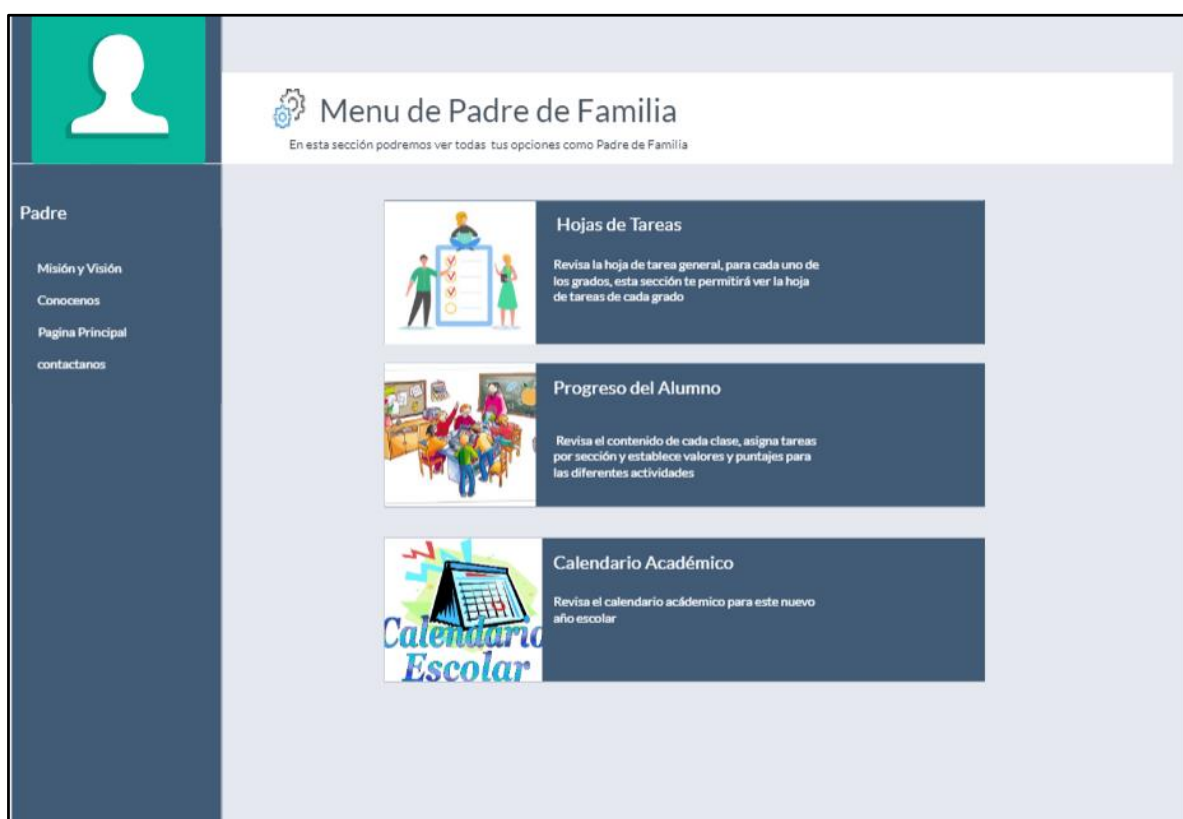 Menu de Padre de Familia
En esta sección podremos ver todas tus opciones como Padre de Familia
Padre
Misión y Visión
Conocenos
Pagina Principal
contactanos
Hojas de Tareas
Revisa la hoja de tarea general, para cada uno de
los grados, esta sección te permitirá ver la hoja
de tareas de cada grado
Progreso del Alumno
Revisa el contenido de cada clase, asigna tareas
por sección y establece valores y puntajes para
las diferentes actividades
Calendario
Escolar
Calendario Académico
Revisa el calendario acádemico para este nuevo
año escolar